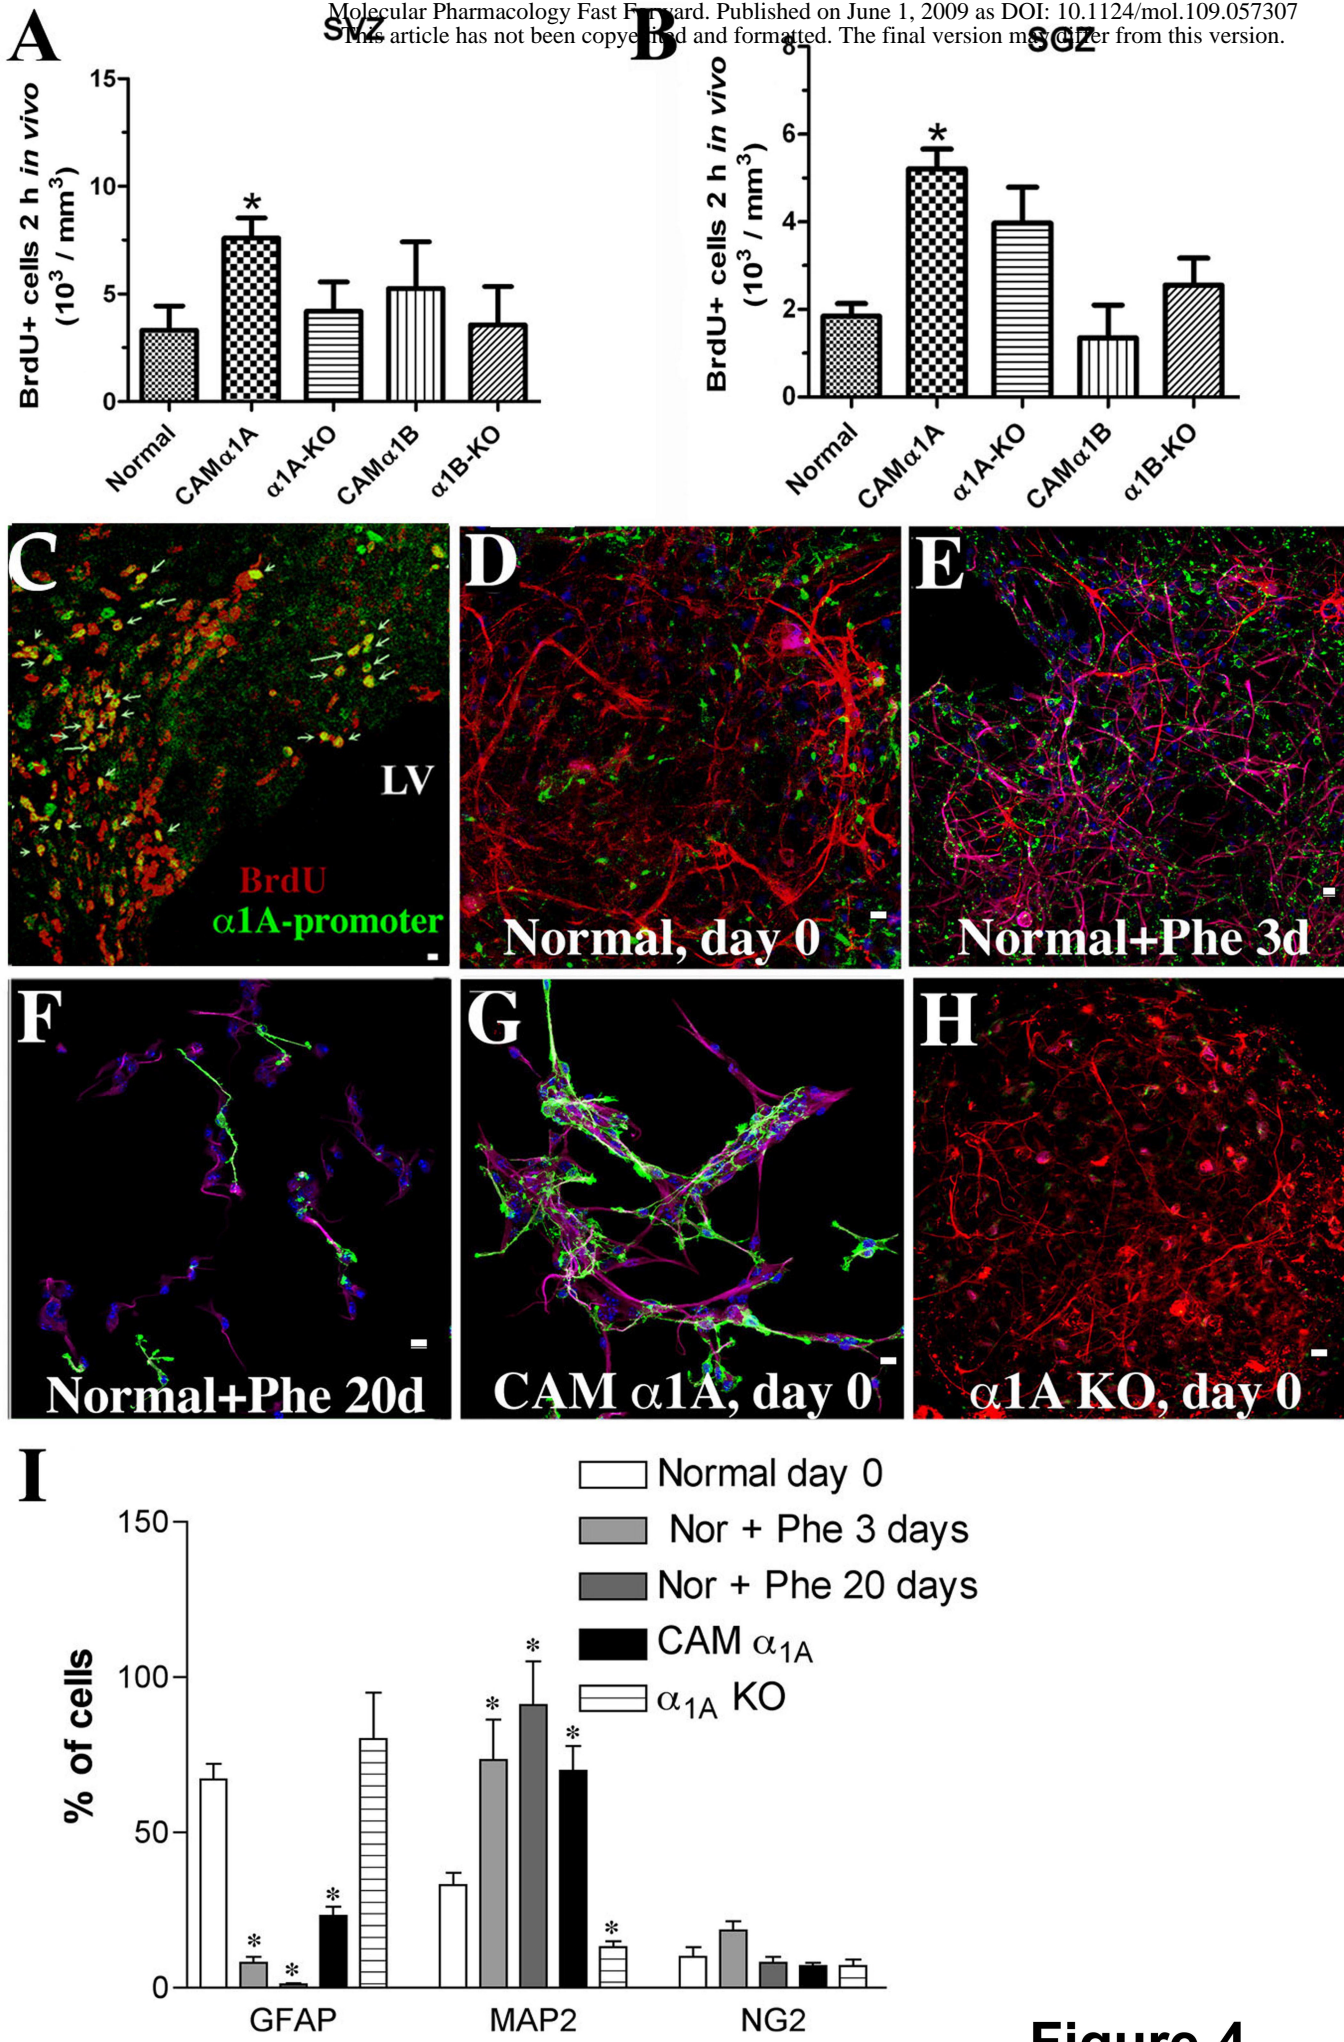 Molecular Pharmacology Fast Forward. Published on June 1, 2009 as DOI: 10.1124/mol.109.057307
This article has not been copyedited and formatted. The final version may differ from this version.
A
SVZ
BrdU+ cells 2 h in vivo
(10³ / mm³)
15
10
5
0
*
Normal
CAMα1A
α1A-KO
CAMα1B
α1B-KO
B
SGZ
BrdU+ cells 2 h in vivo
(10³ / mm³)
8
6
4
2
0
*
Normal
CAMα1A
α1A-KO
CAMα1B
α1B-KO
C
LV
BrdU
α1A-promoter
D
Normal, day 0
E
Normal+Phe 3d
F
Normal+Phe 20d
G
CAM α1A, day 0
H
α1A KO, day 0
I
Normal day 0
Nor + Phe 3 days
Nor + Phe 20 days
CAM α1A
α1A KO
% of cells
150
100
50
0
* * *
* * * *
GFAP
MAP2
NG2
Figure 4